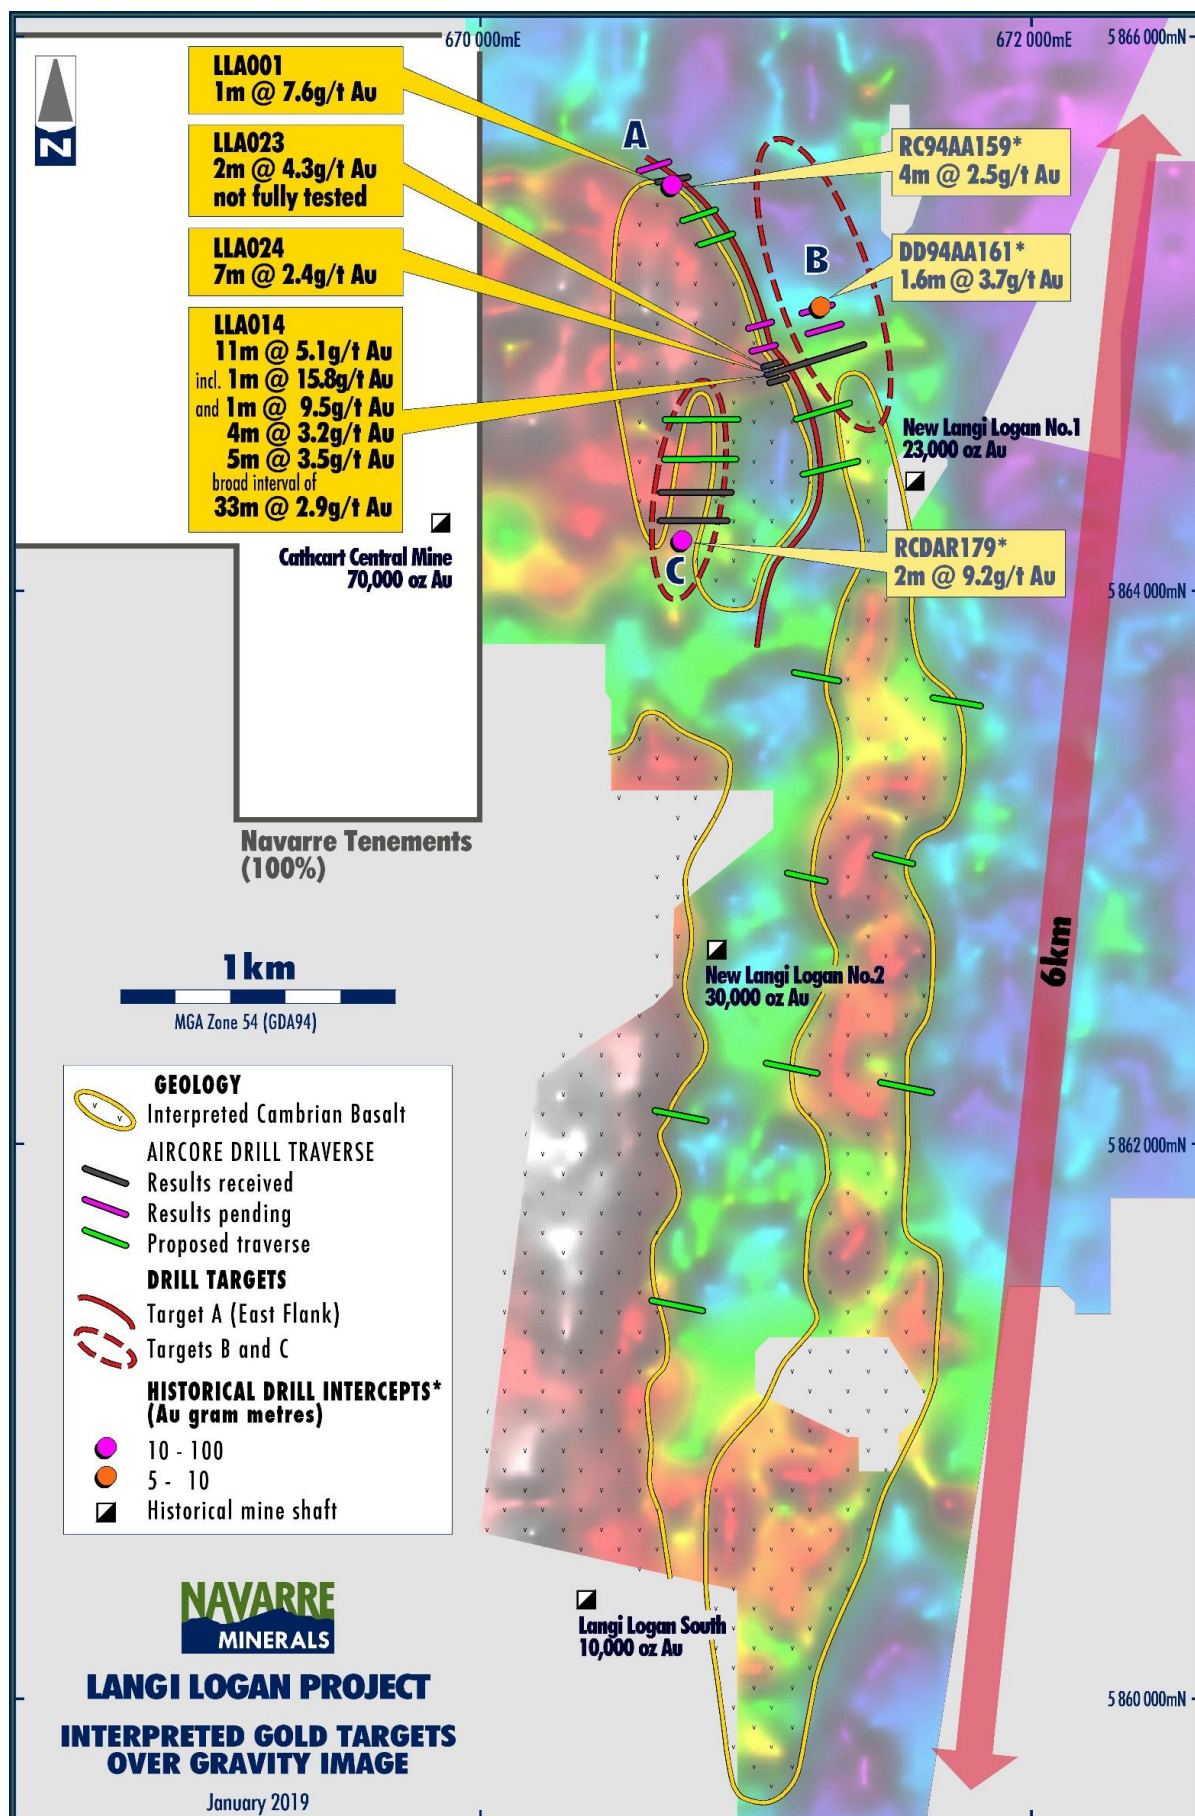 670 000mE
672 000mE
5 866 000mN
N
LLA001
1m @ 7.6g/t Au
LLA023
2m @ 4.3g/t Au
not fully tested
LLA024
7m @ 2.4g/t Au
LLA014
11m @ 5.1g/t Au
incl. 1m @ 15.8g/t Au
and 1m @ 9.5g/t Au
4m @ 3.2g/t Au
5m @ 3.5g/t Au
broad interval of
33m @ 2.9g/t Au
A
RC94AA159*
4m @ 2.5g/t Au
B
DD94AA161*
1.6m @ 3.7g/t Au
New Langi Logan No.1
23,000 oz Au
Cathcart Central Mine
70,000 oz Au
RCDAR179*
2m @ 9.2g/t Au
C
5 864 000mN
Navarre Tenements
(100%)
6km
New Langi Logan No.2
30,000 oz Au
1km
MGA Zone 54 (GDA94)
GEOLOGY
Interpreted Cambrian Basalt
AIRCORE DRILL TRAVERSE
Results received
Results pending
Proposed traverse
DRILL TARGETS
Target A (East Flank)
Targets B and C
HISTORICAL DRILL INTERCEPTS*
(Au gram metres)
10 - 100
5 - 10
Historical mine shaft
5 862 000mN
Langi Logan South
10,000 oz Au
5 860 000mN
NAVARRE
MINERALS
LANGI LOGAN PROJECT
INTERPRETED GOLD TARGETS
OVER GRAVITY IMAGE
January 2019